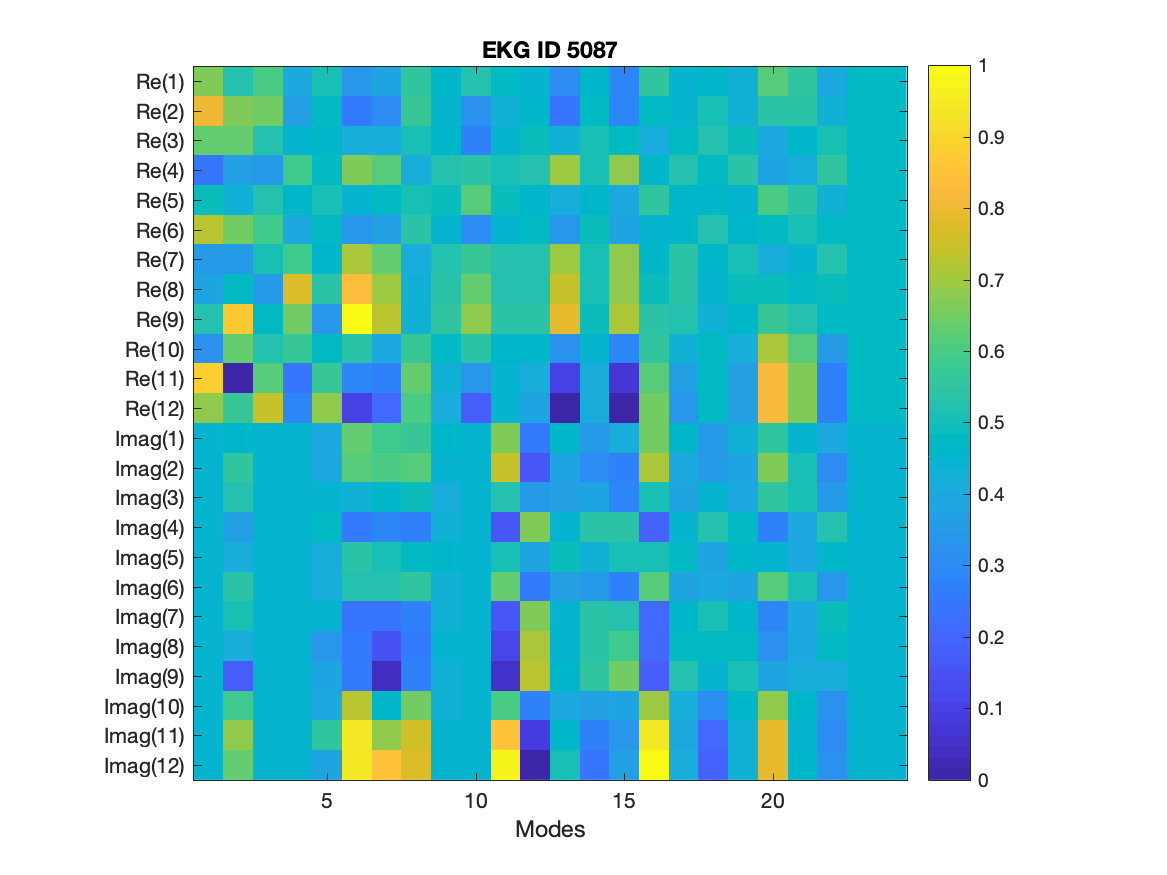 EKG ID 5087
Re(1)
Re(2)
Re(3)
Re(4)
Re(5)
Re(6)
Re(7)
Re(8)
Re(9)
Re(10)
Re(11)
Re(12)
Imag(1)
Imag(2)
Imag(3)
Imag(4)
Imag(5)
Imag(6)
Imag(7)
Imag(8)
Imag(9)
Imag(10)
Imag(11)
Imag(12)
5 10 15 20
Modes
1
0.9
0.8
0.7
0.6
0.5
0.4
0.3
0.2
0.1
0